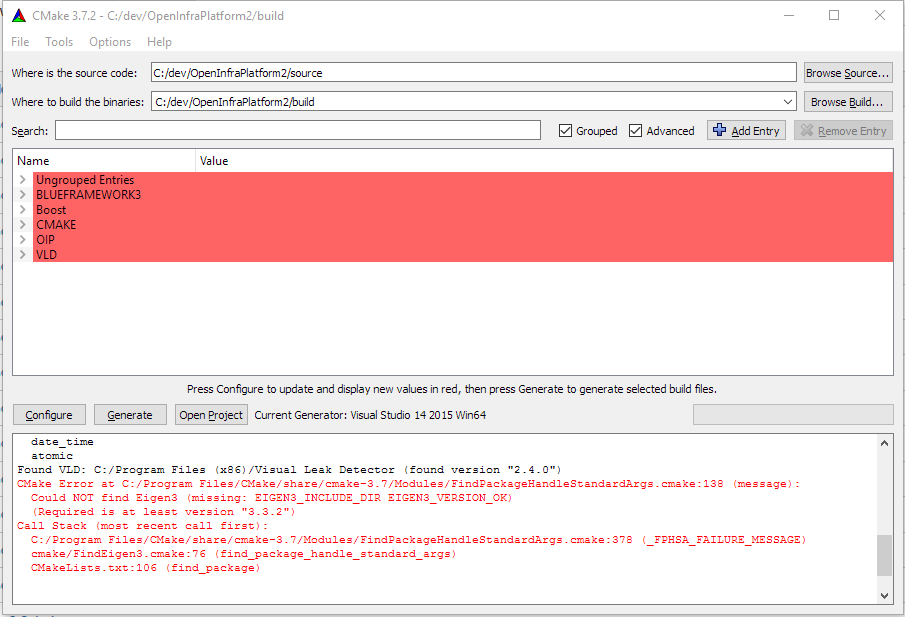 CMake 3.7.2 - C:/dev/OpenInfraPlatform2/build
File Tools Options Help
Where is the source code: C:/dev/OpenInfraPlatform2/source Browse Source...
Where to build the binaries: C:/dev/OpenInfraPlatform2/build Browse Build...
Search: Grouped Advanced Add Entry Remove Entry
Name Value
Ungrouped Entries
BLUEFRAMEWORK3
Boost
CMAKE
OIP
VLD
Press Configure to update and display new values in red, then press Generate to generate selected build files.
Configure Generate Open Project Current Generator: Visual Studio 14 2015 Win64
date_time
atomic
Found VLD: C:/Program Files (x86)/Visual Leak Detector (found version "2.4.0")
CMake Error at C:/Program Files/CMake/share/cmake-3.7/Modules/FindPackageHandleStandardArgs.cmake:138 (message):
Could NOT find Eigen3 (missing: EIGEN3_INCLUDE_DIR EIGEN3_VERSION_OK)
(Required is at least version "3.3.2")
Call Stack (most recent call first):
C:/Program Files/CMake/share/cmake-3.7/Modules/FindPackageHandleStandardArgs.cmake:378 (_FPHSA_FAILURE_MESSAGE)
cmake/FindEigen3.cmake:76 (find_package_handle_standard_args)
CMakeLists.txt:106 (find_package)